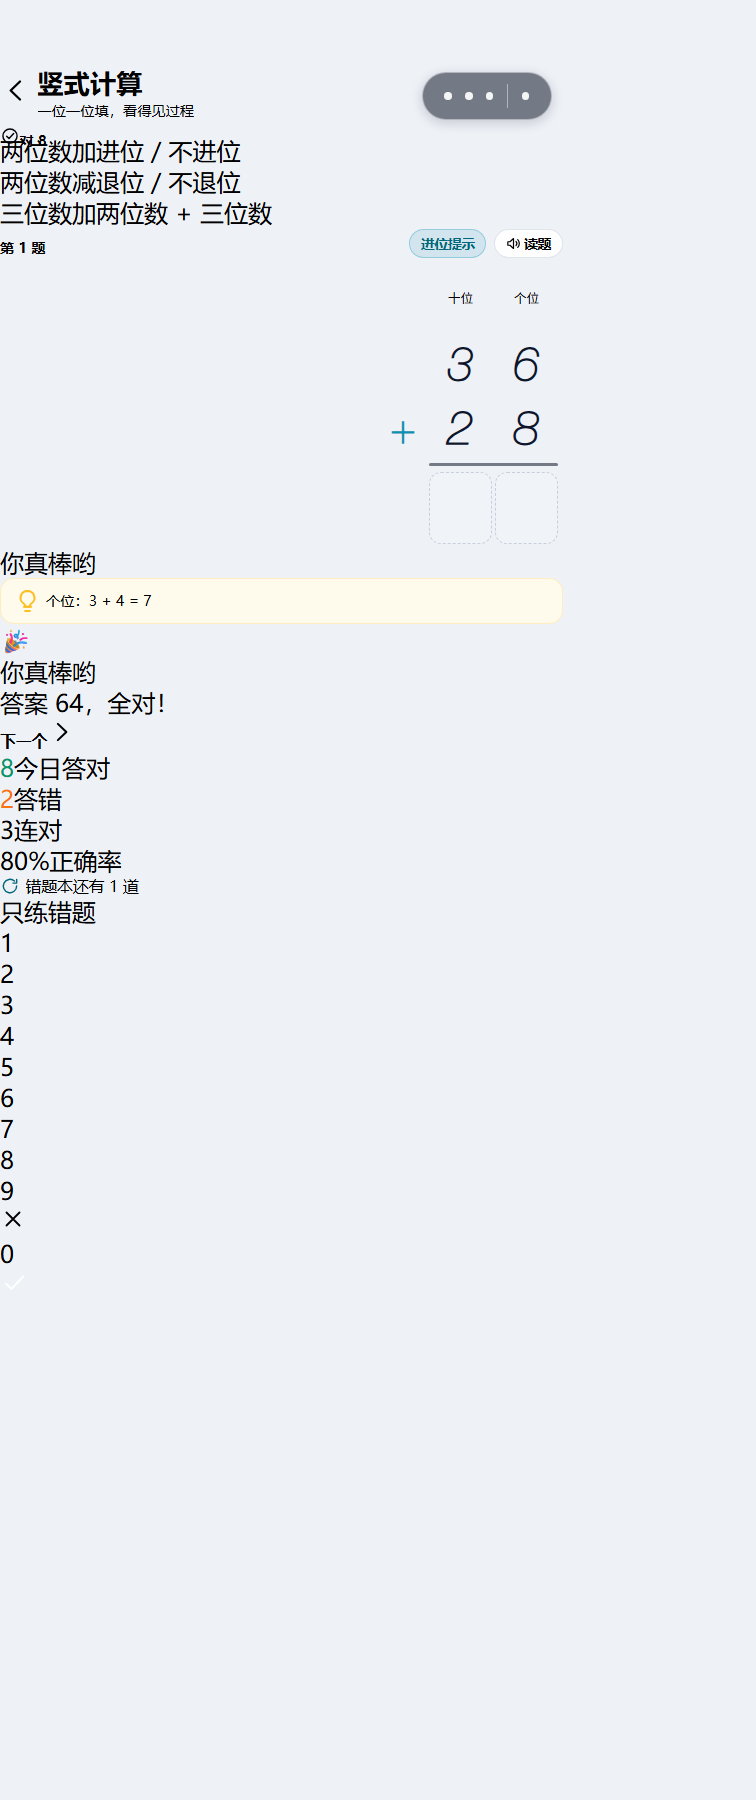 竖式计算
一位一位填，看得见过程
对 8
两位数加进位 / 不进位
两位数减退位 / 不退位
三位数加两位数 + 三位数
第 1 题
进位提示 读题
十位 个位
3 6
+ 2 8
你真棒哟
个位：3 + 4 = 7
你真棒哟
答案 64，全对！
下一个
8今日答对
2答错
3连对
80%正确率
错题本还有 1 道
只练错题
1
2
3
4
5
6
7
8
9
0